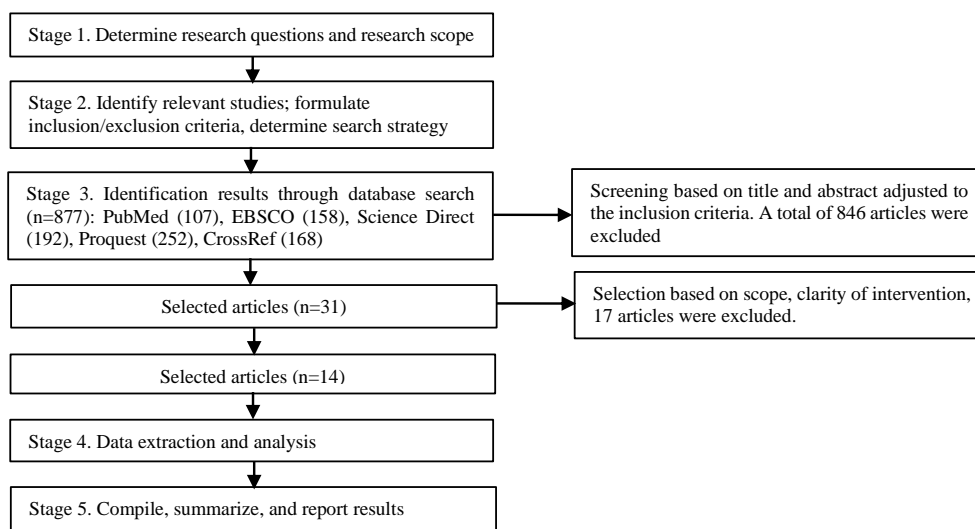 Stage 1. Determine research questions and research scope
Stage 2. Identify relevant studies; formulate
inclusion/exclusion criteria, determine search strategy
Stage 3. Identification results through database search
(n=877): PubMed (107), EBSCO (158), Science Direct
(192), Proquest (252), CrossRef (168)
Screening based on title and abstract adjusted to
the inclusion criteria. A total of 846 articles were
excluded
Selected articles (n=31)
Selection based on scope, clarity of intervention,
17 articles were excluded.
Selected articles (n=14)
Stage 4. Data extraction and analysis
Stage 5. Compile, summarize, and report results